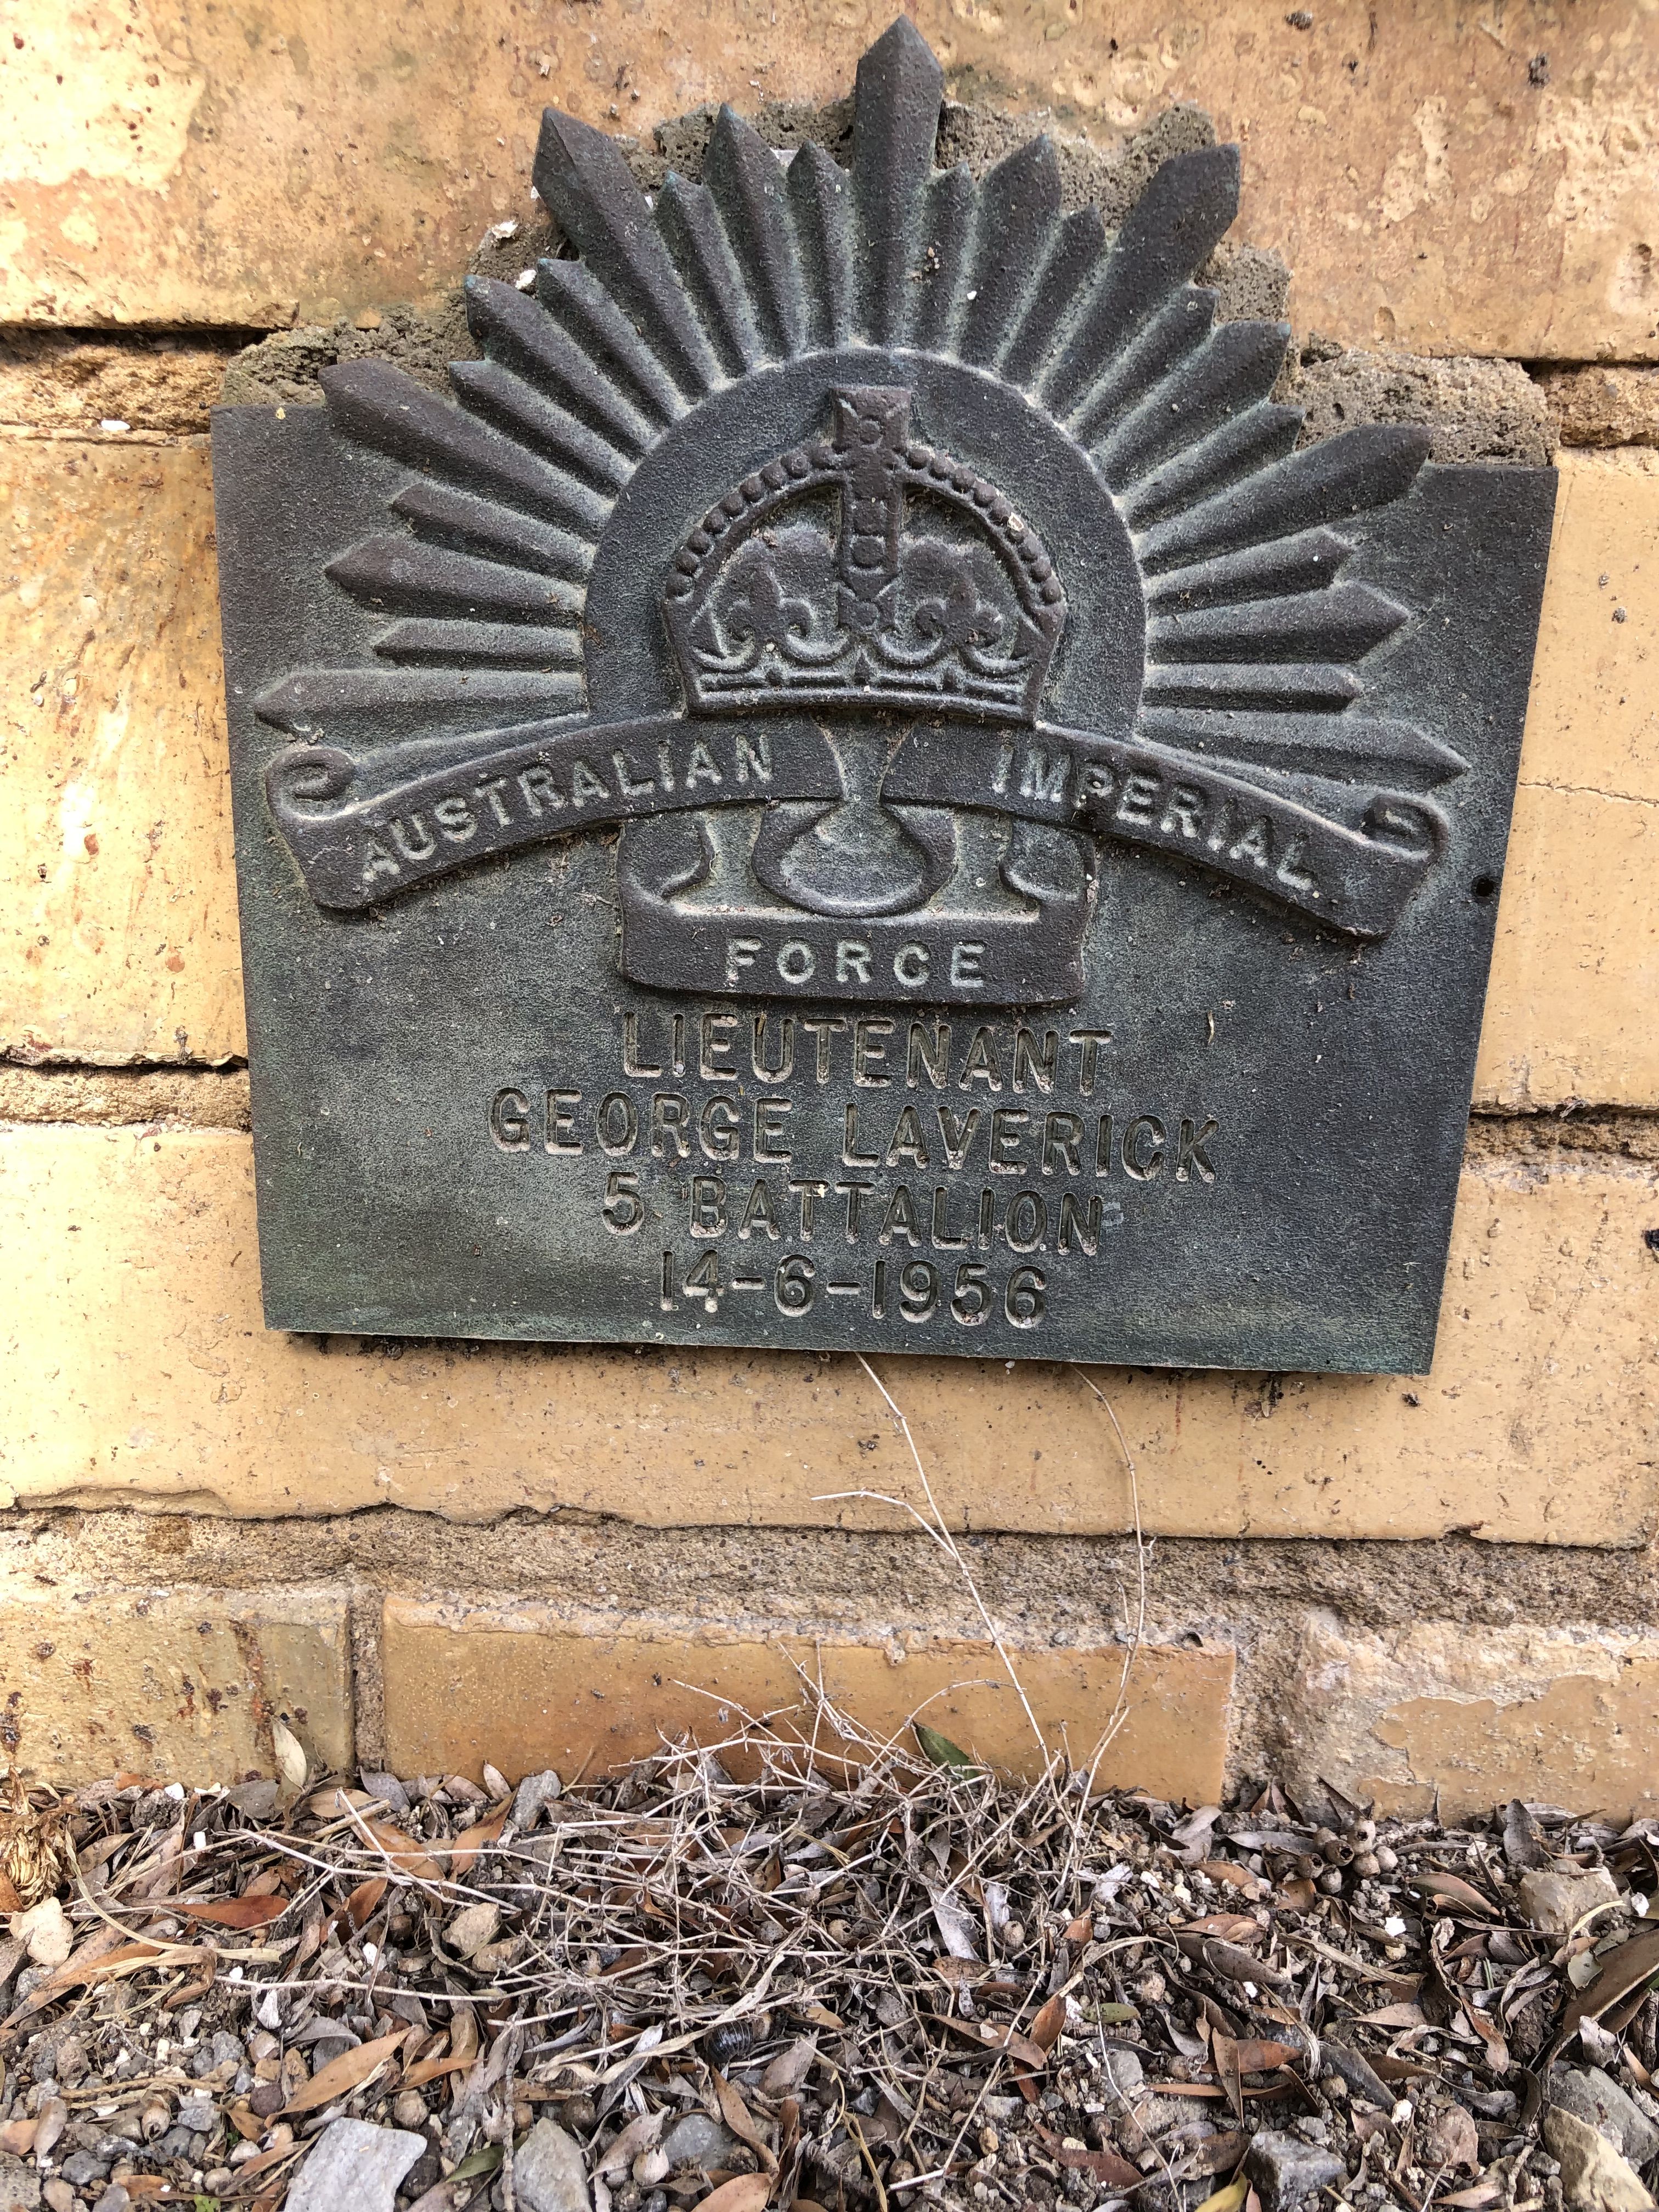 AUSTRALIAN IMPERIAL
FORCE
LIEUTENANT
GEORGE LAVERICK
5 BATTALION
14-6-1956